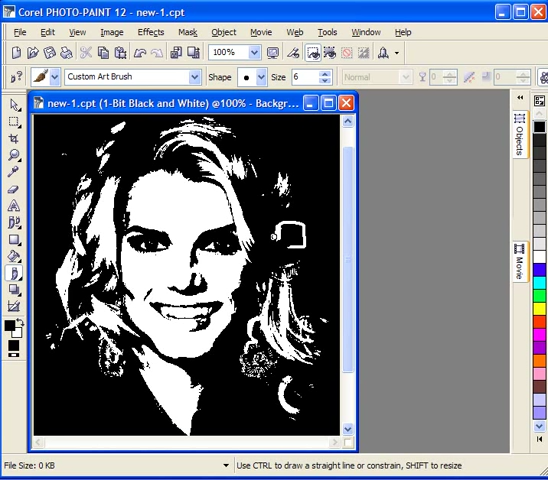 Corel PHOTO-PAINT 12 - new-1.cpt
File Edit View Image Effects Mask Object Movie Web Tools Window Help
100%
Custom Art Brush Shape Size 6 Normal 0 0
new-1.cpt (1-Bit Black and White) @100% - Backgr...
Objects
Movie
File Size: 0 KB Use CTRL to draw a straight line or constrain, SHIFT to resize